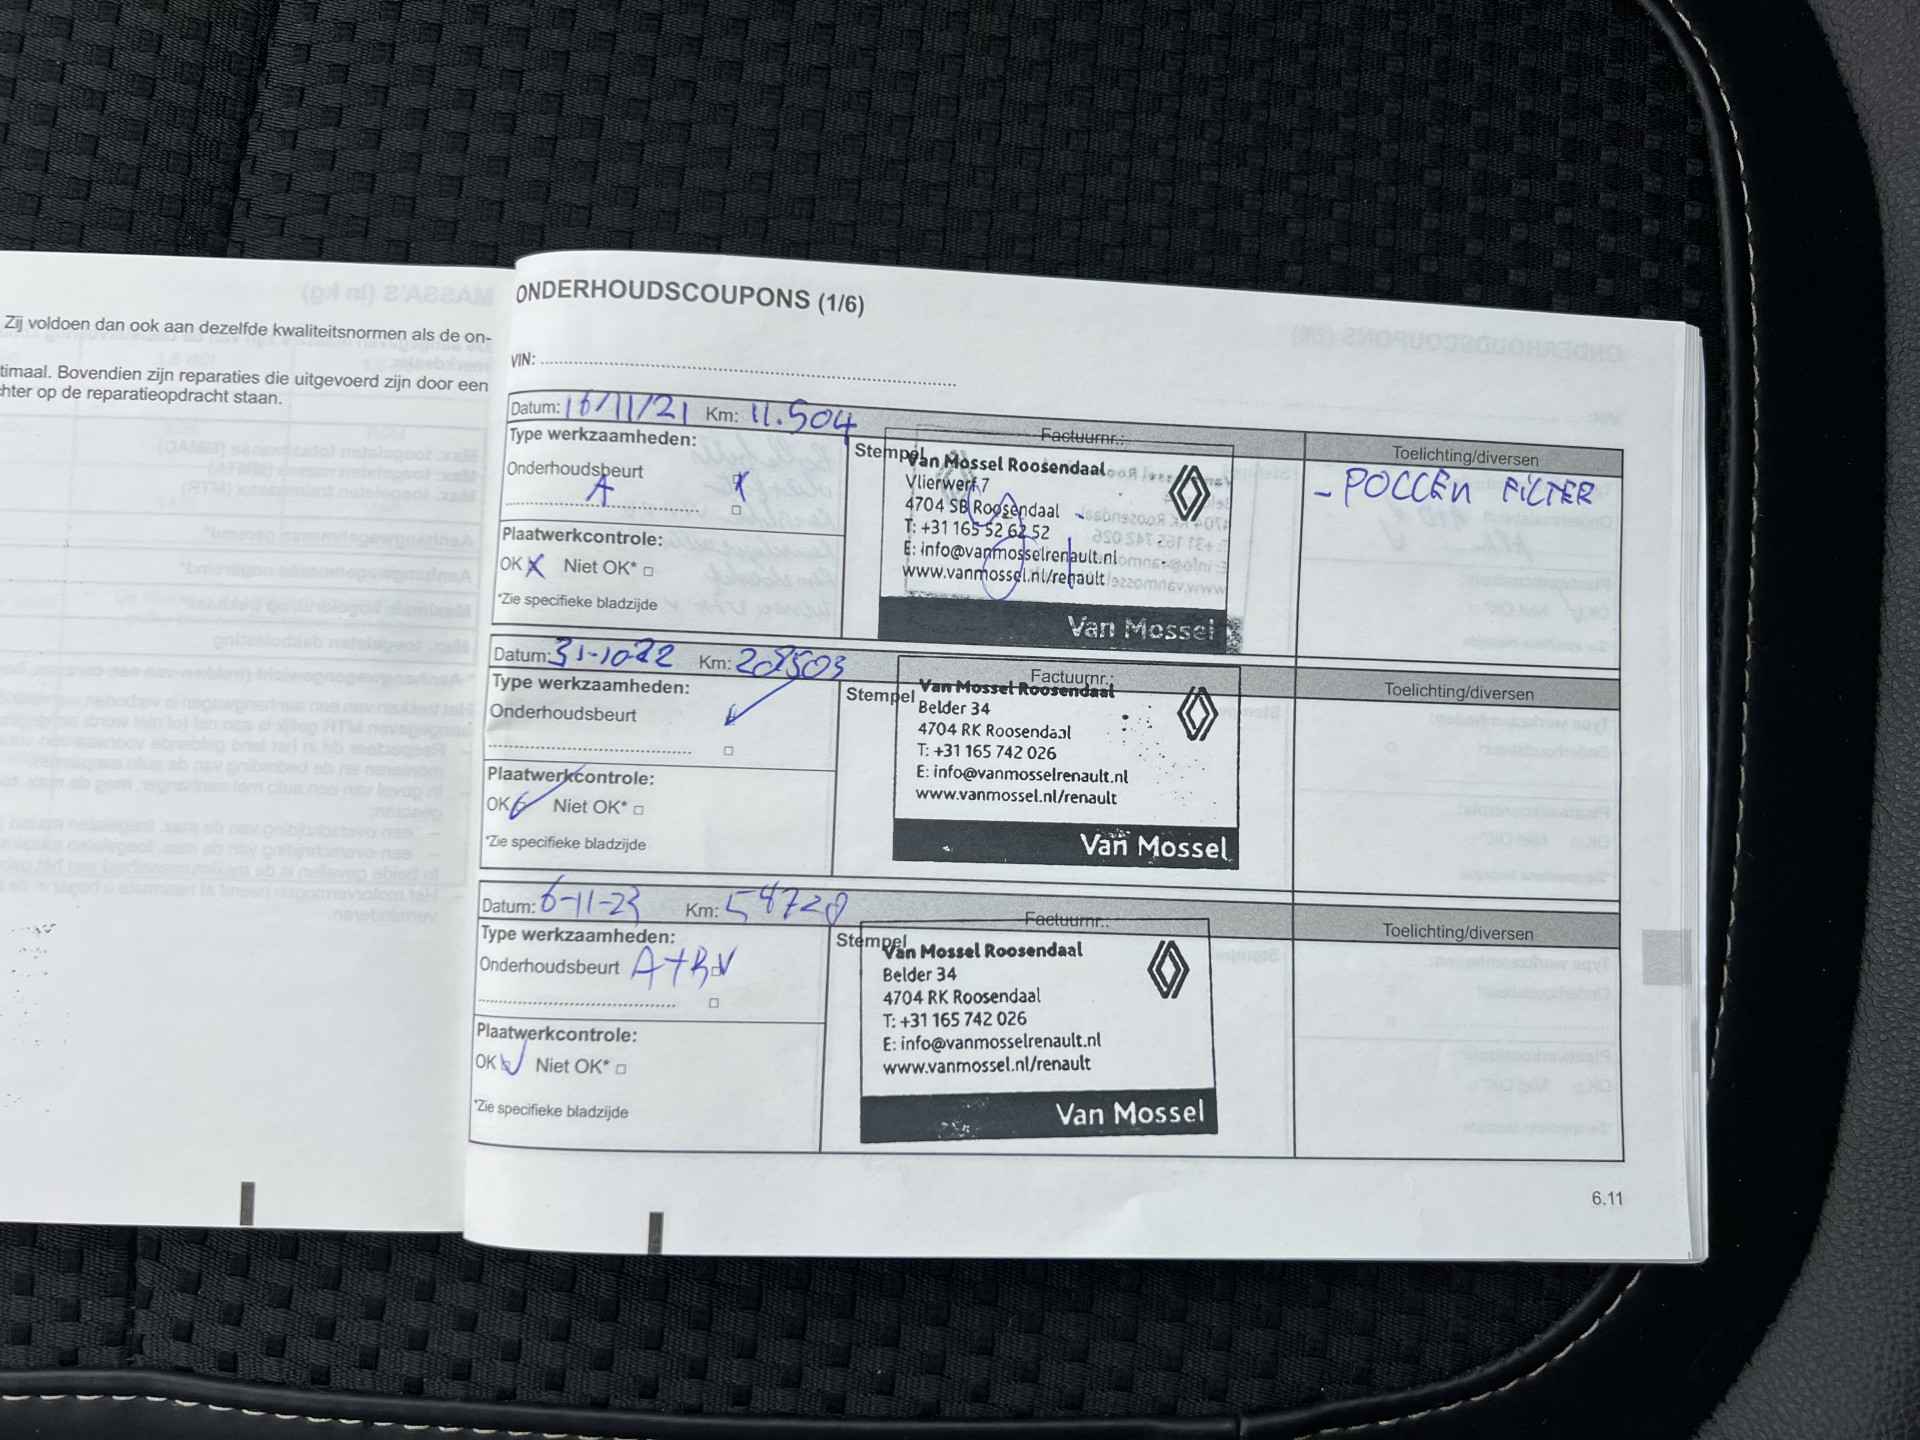 Zij voldoen dan ook aan dezelfde kwaliteitsnormen als de on-
timaal. Bovendien zijn reparaties die uitgevoerd zijn door een
hter op de reparatieopdracht staan.
ONDERHOUDSCOUPONS (1/6)
VIN:
Datum: 16/11/21 Km: 11.504
Factuurnr.:
Toelichting/diversen
Type werkzaamheden:
Onderhoudsbeurt
A
Plaatwerkcontrole:
OK X Niet OK* □
*Zie specifieke bladzijde
Stempel
Van Mossel Roosendaal
Vlierwerf 7
4704 SB Roosendaal
T: +31 165 52 62 52
E: info@vanmosselrenault.nl
www.vanmossel.nl/renault
Van Mossel
- POCCEN FILTER
Datum: 31-10-22 Km:
Factuurnr.:
Toelichting/diversen
Type werkzaamheden:
Onderhoudsbeurt
Plaatwerkcontrole:
OK Niet OK* □
*Zie specifieke bladzijde
Stempel
Van Mossel Roosendaal
Belder 34
4704 RK Roosendaal
T: +31 165 742 026
E: info@vanmosselrenault.nl
www.vanmossel.nl/renault
Van Mossel
Datum: 6-11-23 Km: 58720
Factuurnr.:
Toelichting/diversen
Type werkzaamheden:
Onderhoudsbeurt A+B
Plaatwerkcontrole:
OK Niet OK* □
*Zie specifieke bladzijde
Stempel
Van Mossel Roosendaal
Belder 34
4704 RK Roosendaal
T: +31 165 742 026
E: info@vanmosselrenault.nl
www.vanmossel.nl/renault
Van Mossel
6.11